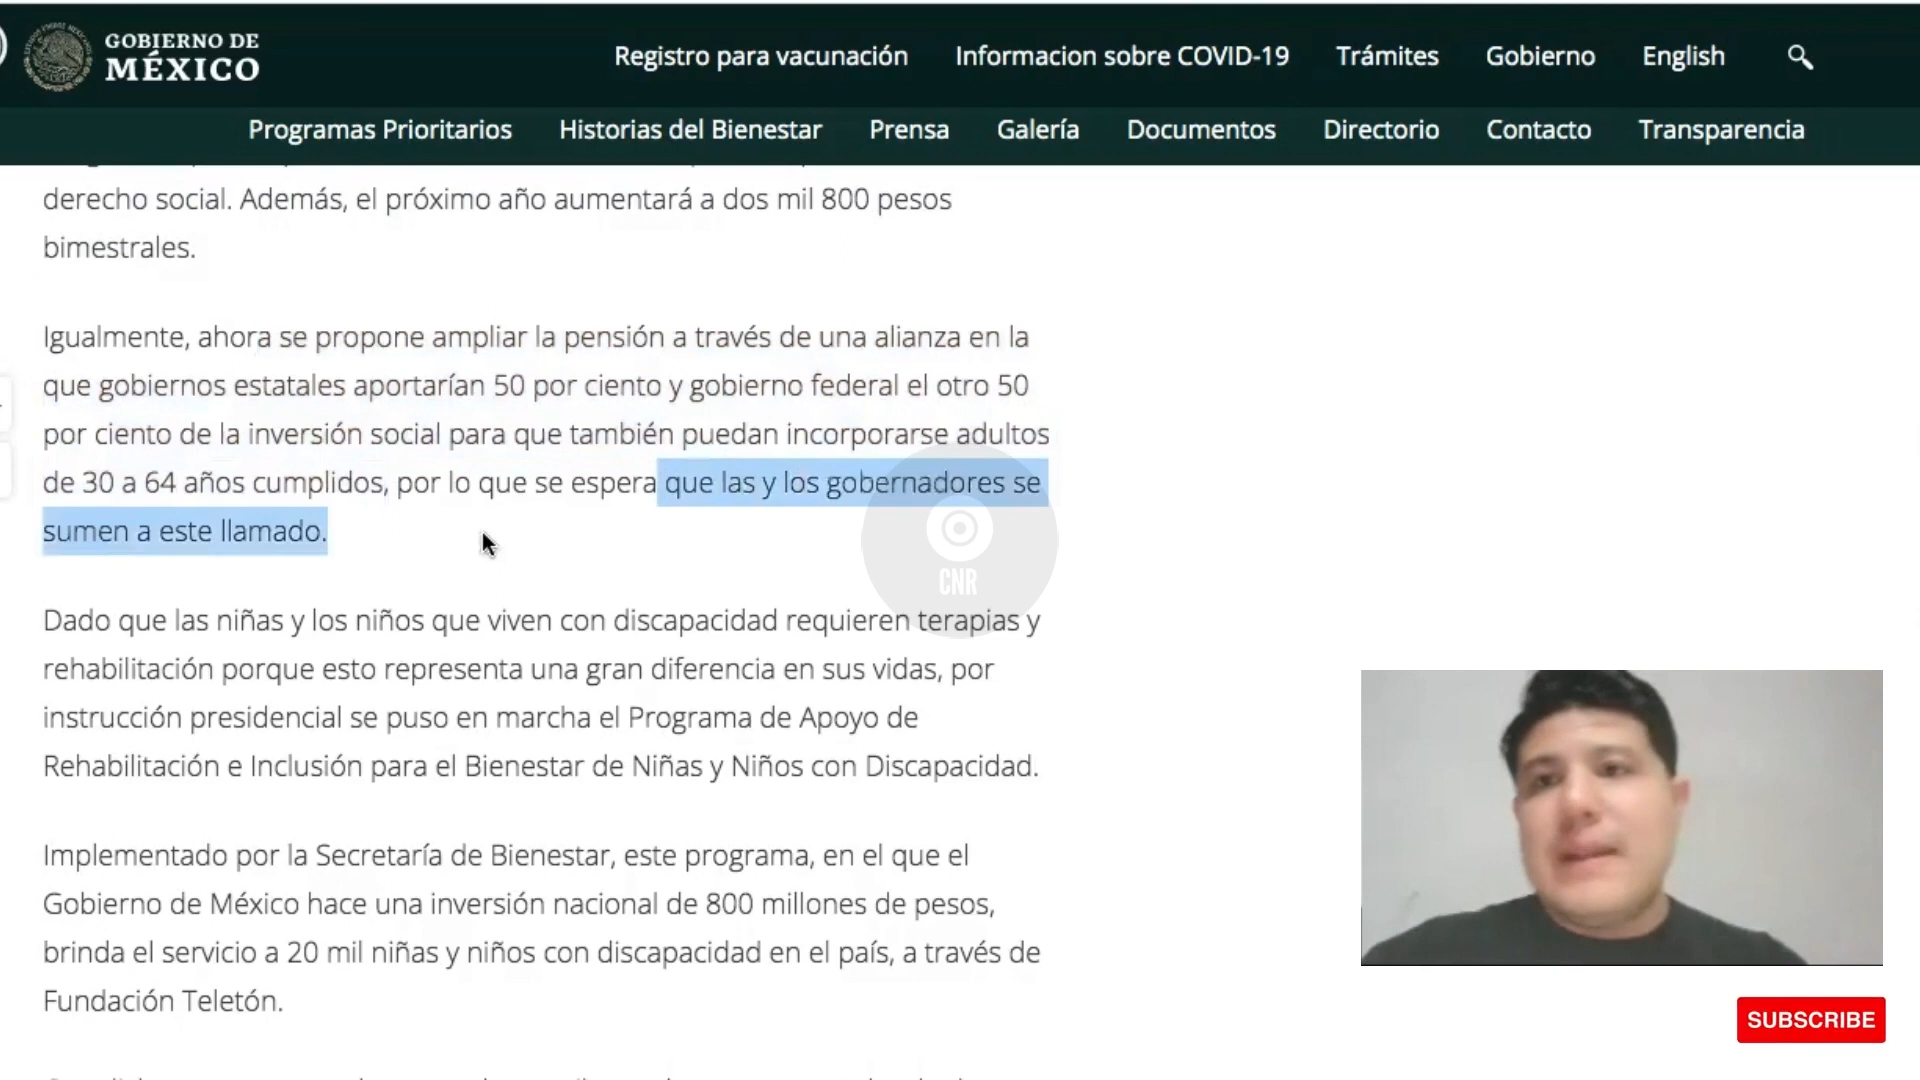 GOBIERNO DE
MÉXICO
Registro para vacunación Informacion sobre COVID-19 Trámites Gobierno English
Programas Prioritarios Historias del Bienestar Prensa Galería Documentos Directorio Contacto Transparencia
derecho social. Además, el próximo año aumentará a dos mil 800 pesos
bimestrales.
Igualmente, ahora se propone ampliar la pensión a través de una alianza en la
que gobiernos estatales aportarían 50 por ciento y gobierno federal el otro 50
por ciento de la inversión social para que también puedan incorporarse adultos
de 30 a 64 años cumplidos, por lo que se espera que las y los gobernadores se
sumen a este llamado.
CNR
Dado que las niñas y los niños que viven con discapacidad requieren terapias y
rehabilitación porque esto representa una gran diferencia en sus vidas, por
instrucción presidencial se puso en marcha el Programa de Apoyo de
Rehabilitación e Inclusión para el Bienestar de Niñas y Niños con Discapacidad.
Implementado por la Secretaría de Bienestar, este programa, en el que el
Gobierno de México hace una inversión nacional de 800 millones de pesos,
brinda el servicio a 20 mil niñas y niños con discapacidad en el país, a través de
Fundación Teletón.
SUBSCRIBE